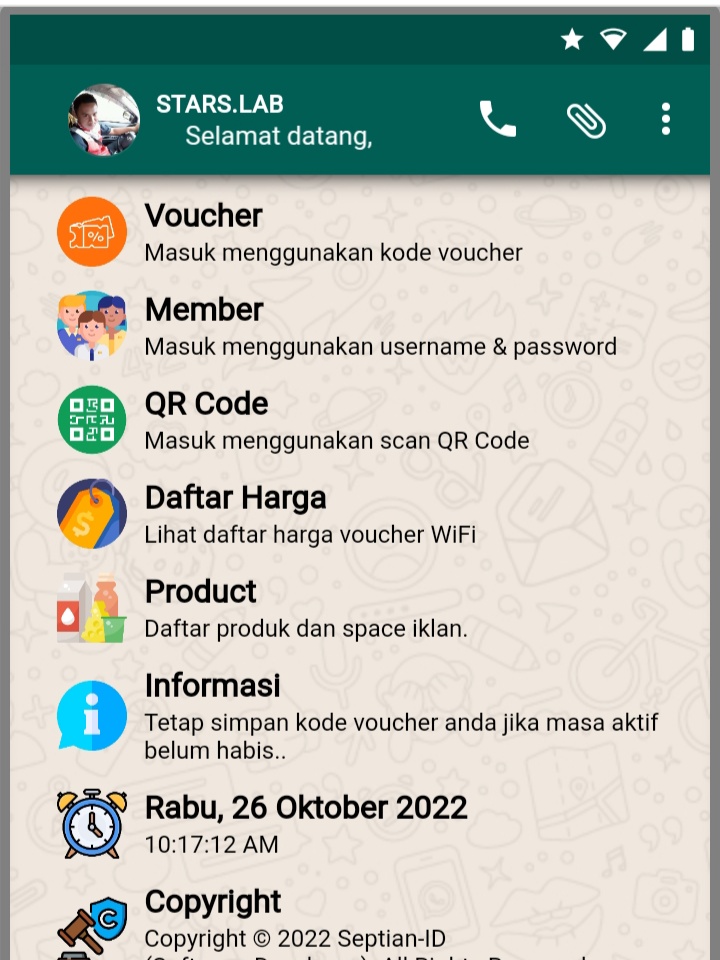 STARS.LAB
Selamat datang,
Voucher
Masuk menggunakan kode voucher
Member
Masuk menggunakan username & password
QR Code
Masuk menggunakan scan QR Code
Daftar Harga
Lihat daftar harga voucher WiFi
Product
Daftar produk dan space iklan.
Informasi
Tetap simpan kode voucher anda jika masa aktif
belum habis..
Rabu, 26 Oktober 2022
10:17:12 AM
Copyright
Copyright © 2022 Septian-ID